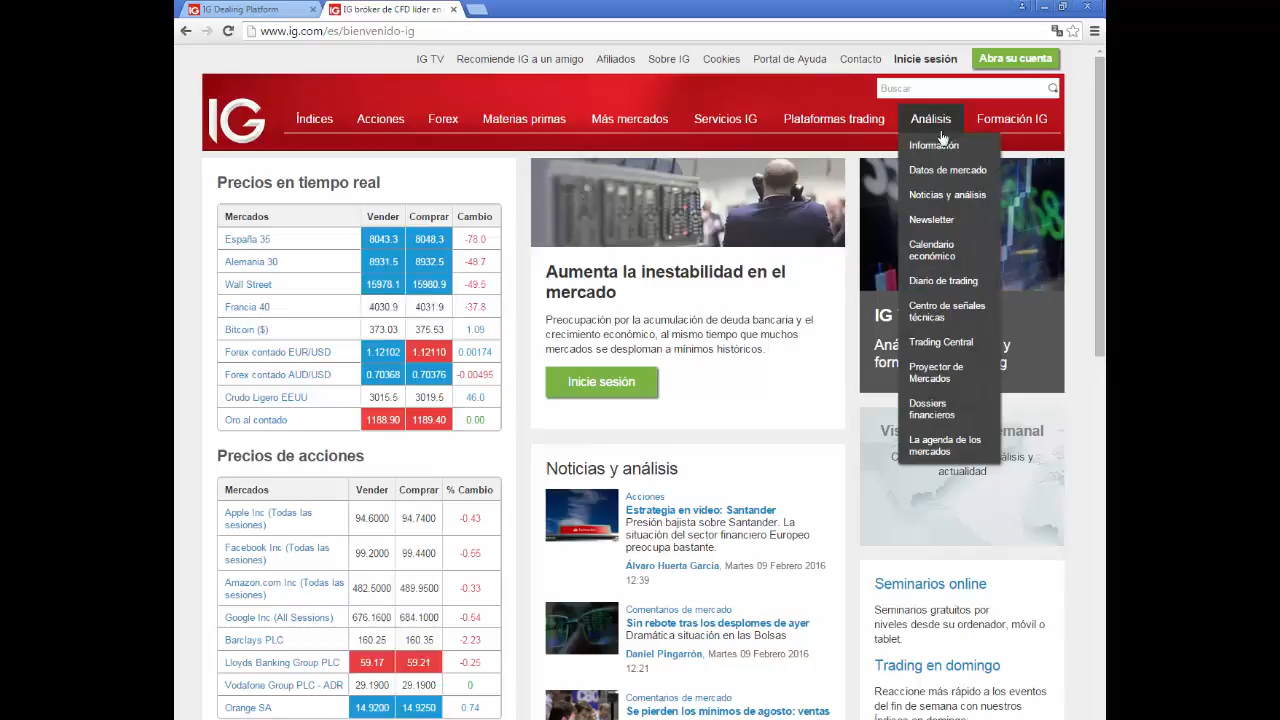 IG Dealing Platform
IG bróker de CFD líder en
www.ig.com/es/bienvenido-ig
IG TV Recomiende IG a un amigo Afiliados Sobre IG Cookies Portal de Ayuda Contacto Inicie sesión Abra su cuenta
Buscar
IG
Índices Acciones Forex Materias primas Más mercados Servicios IG Plataformas trading Análisis Formación IG
Información
Datos de mercado
Noticias y análisis
Newsletter
Calendario
económico
Diario de trading
Centro de señales
técnicas
Trading Central
Proyector de
Mercados
Dossiers
financieros
La agenda de los
mercados
Precios en tiempo real
Mercados Vender Comprar Cambio
España 35 8043.3 8048.3 -78.0
Alemania 30 8931.5 8932.5 -48.7
Wall Street 15978.1 15980.9 -49.5
Francia 40 4030.9 4031.9 -37.8
Bitcoin ($) 373.03 375.53 1.09
Forex contado EUR/USD 1.12102 1.12110 0.00174
Forex contado AUD/USD 0.70368 0.70376 -0.00495
Crudo Ligero EEUU 3015.5 3019.5 46.0
Oro al contado 1188.90 1189.40 0.00
Precios de acciones
Mercados Vender Comprar % Cambio
Apple Inc (Todas las
sesiones) 94.6000 94.7400 -0.43
Facebook Inc (Todas las
sesiones) 99.2000 99.4400 -0.55
Amazon.com Inc (Todas las
sesiones) 482.5000 489.9500 -0.33
Google Inc (All Sessions) 676.1600 684.1000 -0.54
Barclays PLC 160.25 160.35 -2.23
Lloyds Banking Group PLC 59.17 59.21 -0.25
Vodafone Group PLC - ADR 29.1900 29.1900 0
Orange SA 14.9200 14.9250 0.74
Aumenta la inestabilidad en el
mercado
Preocupación por la acumulación de deuda bancaria y el
crecimiento económico, al mismo tiempo que muchos
mercados se desploman a mínimos históricos.
Inicie sesión
Noticias y análisis
Acciones
Estrategia en vídeo: Santander
Presión bajista sobre Santander. La
situación del sector financiero Europeo
preocupa bastante.
Álvaro Huerta García, Martes 09 Febrero 2016
12.39
Comentarios de mercado
Sin rebote tras los desplomes de ayer
Dramática situación en las Bolsas
Daniel Pingarrón, Martes 09 Febrero 2016
12.21
Comentarios de mercado
Se pierden los mínimos de agosto: ventas
IG
y
actualidad
Seminarios online
Seminarios gratuitos por
niveles desde su ordenador, móvil o
tablet.
Trading en domingo
Reaccione más rápido a los eventos
del fin de semana con nuestros
Índices en domingo: